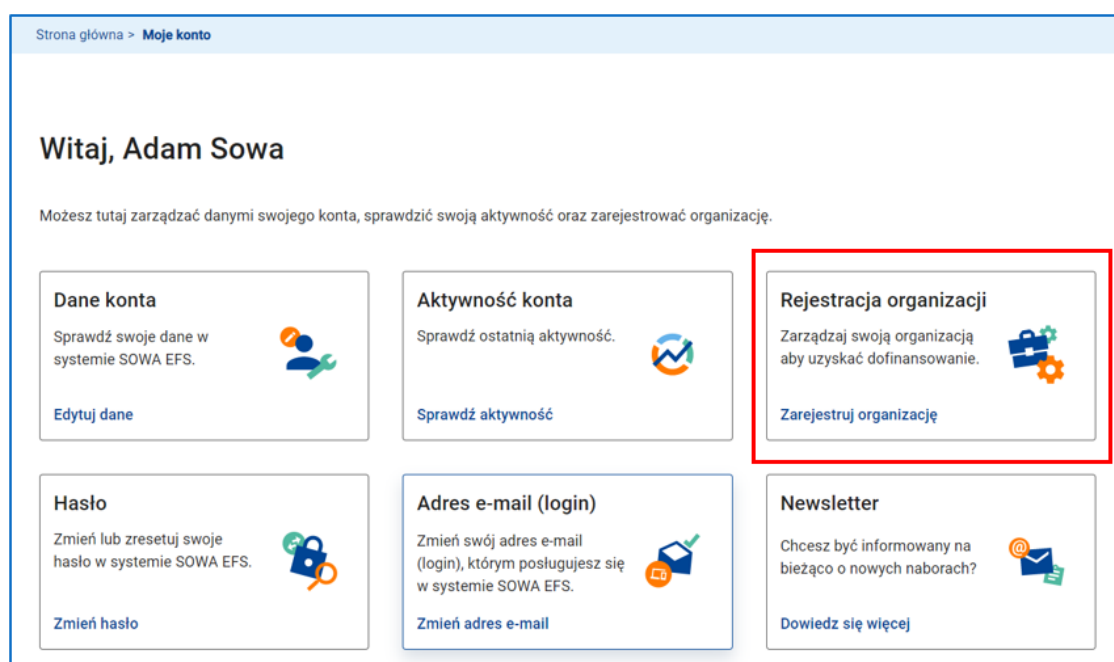 Strona główna > Moje konto
Witaj, Adam Sowa
Możesz tutaj zarządzać danymi swojego konta, sprawdzić swoją aktywność oraz zarejestrować organizację.
Dane konta
Sprawdź swoje dane w
systemie SOWA EFS.
Edytuj dane
Aktywność konta
Sprawdź ostatnią aktywność.
Sprawdź aktywność
Rejestracja organizacji
Zarządzaj swoją organizacją
aby uzyskać dofinansowanie.
Zarejestruj organizację
Hasło
Zmień lub zresetuj swoje
hasło w systemie SOWA EFS.
Zmień hasło
Adres e-mail (login)
Zmień swój adres e-mail
(login), którym posługujesz się
w systemie SOWA EFS.
Zmień adres e-mail
Newsletter
@
Chcesz być informowany na
bieżąco o nowych naborach?
Dowiedz się więcej